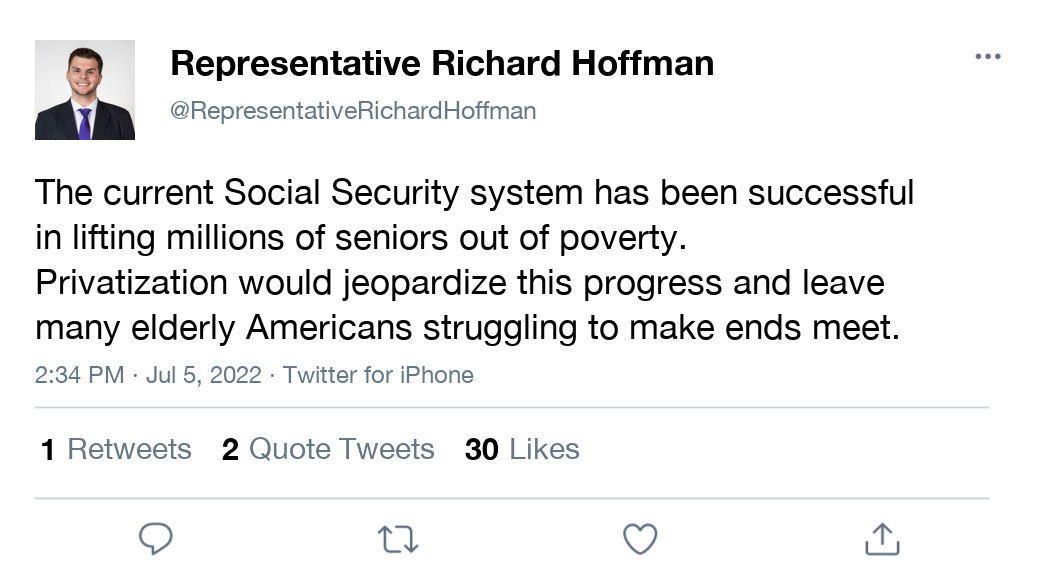 Representative Richard Hoffman
@RepresentativeRichardHoffman
The current Social Security system has been successful
in lifting millions of seniors out of poverty.
Privatization would jeopardize this progress and leave
many elderly Americans struggling to make ends meet.
2:34 PM · Jul 5, 2022 · Twitter for iPhone
1 Retweets 2 Quote Tweets 30 Likes